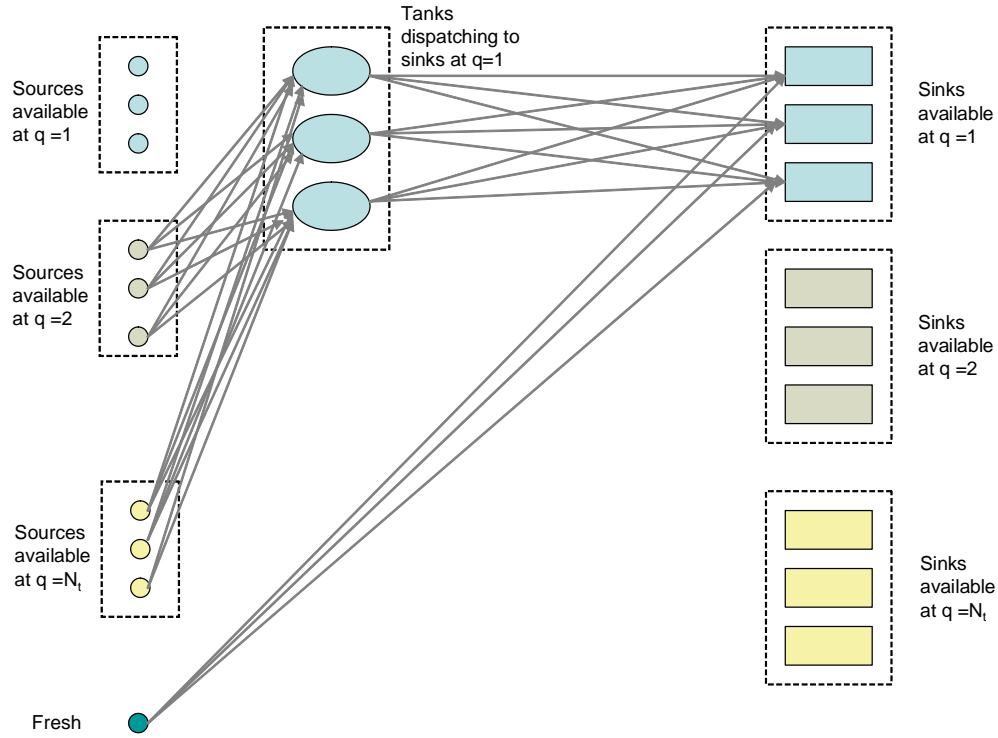 Tanks
dispatching to
sinks at q=1
Sources
available
at q =1
Sinks
available
at q =1
Sources
available
at q =2
Sinks
available
at q =2
Sources
available
at q =Nt
Sinks
available
at q =Nt
Fresh